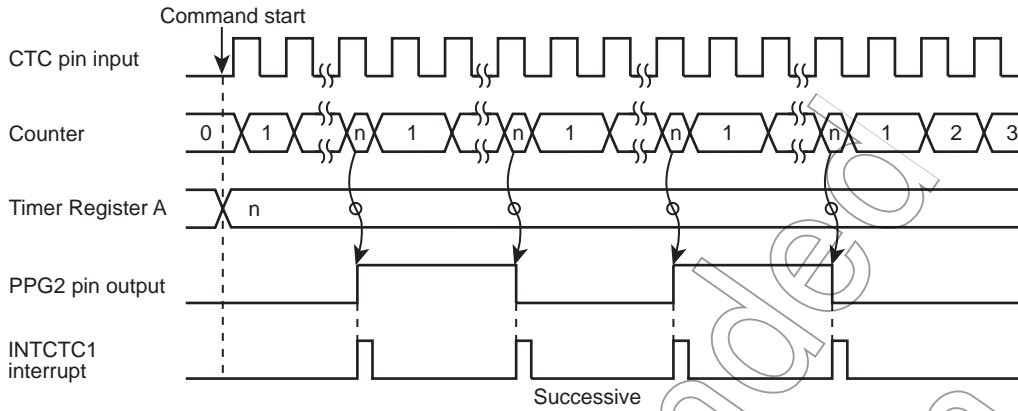 Command start
CTC pin input
Counter 0 1 n 1 n 1 n 1 n 1 2 3
Timer Register A n
PPG2 pin output
INTCTC1
interrupt
Successive